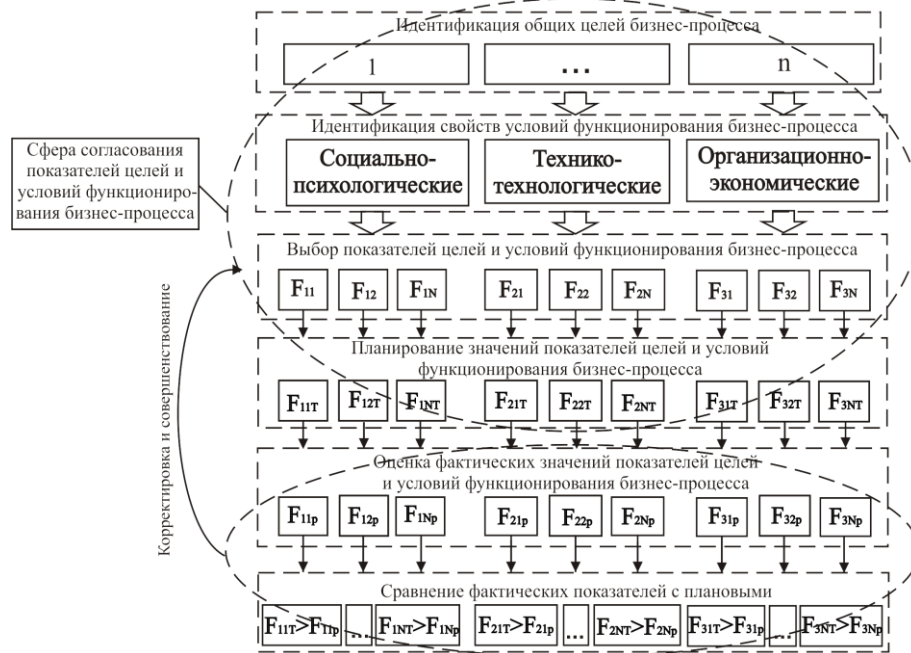 Идентификация общих целей бизнес-процесса
1
...
n
Идентификация свойств условий функционирования бизнес-процесса
Социально-
психологические
Технико-
технологические
Организационно-
экономические
Сфера согласования
показателей целей и
условий функциониро-
вания бизнес-процесса
Выбор показателей целей и условий функционирования бизнес-процесса
F11 F12 F1N F21 F22 F2N F31 F32 F3N
Корректировка и совершенствование
Планирование значений показателей целей и условий
функционирования бизнес-процесса
F11T F12T F1NT F21T F22T F2NT F31T F32T F3NT
Оценка фактических значений показателей целей
и условий функционирования бизнес-процесса
F11p F12p F1Np F21p F22p F2Np F31p F32p F3Np
Сравнение фактических показателей с плановыми
F11T>F11p ... F1NT>F1Np F21T>F21p ... F2NT>F2Np F31T>F31p ... F3NT>F3Np